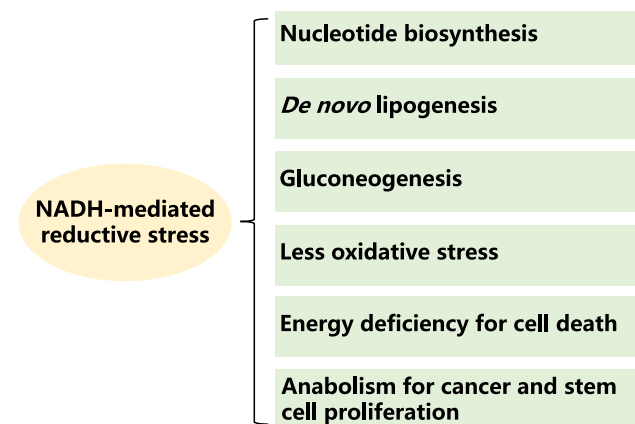 Nucleotide biosynthesis
De novo lipogenesis
Gluconeogenesis
NADH-mediated
reductive stress
Less oxidative stress
Energy deficiency for cell death
Anabolism for cancer and stem
cell proliferation